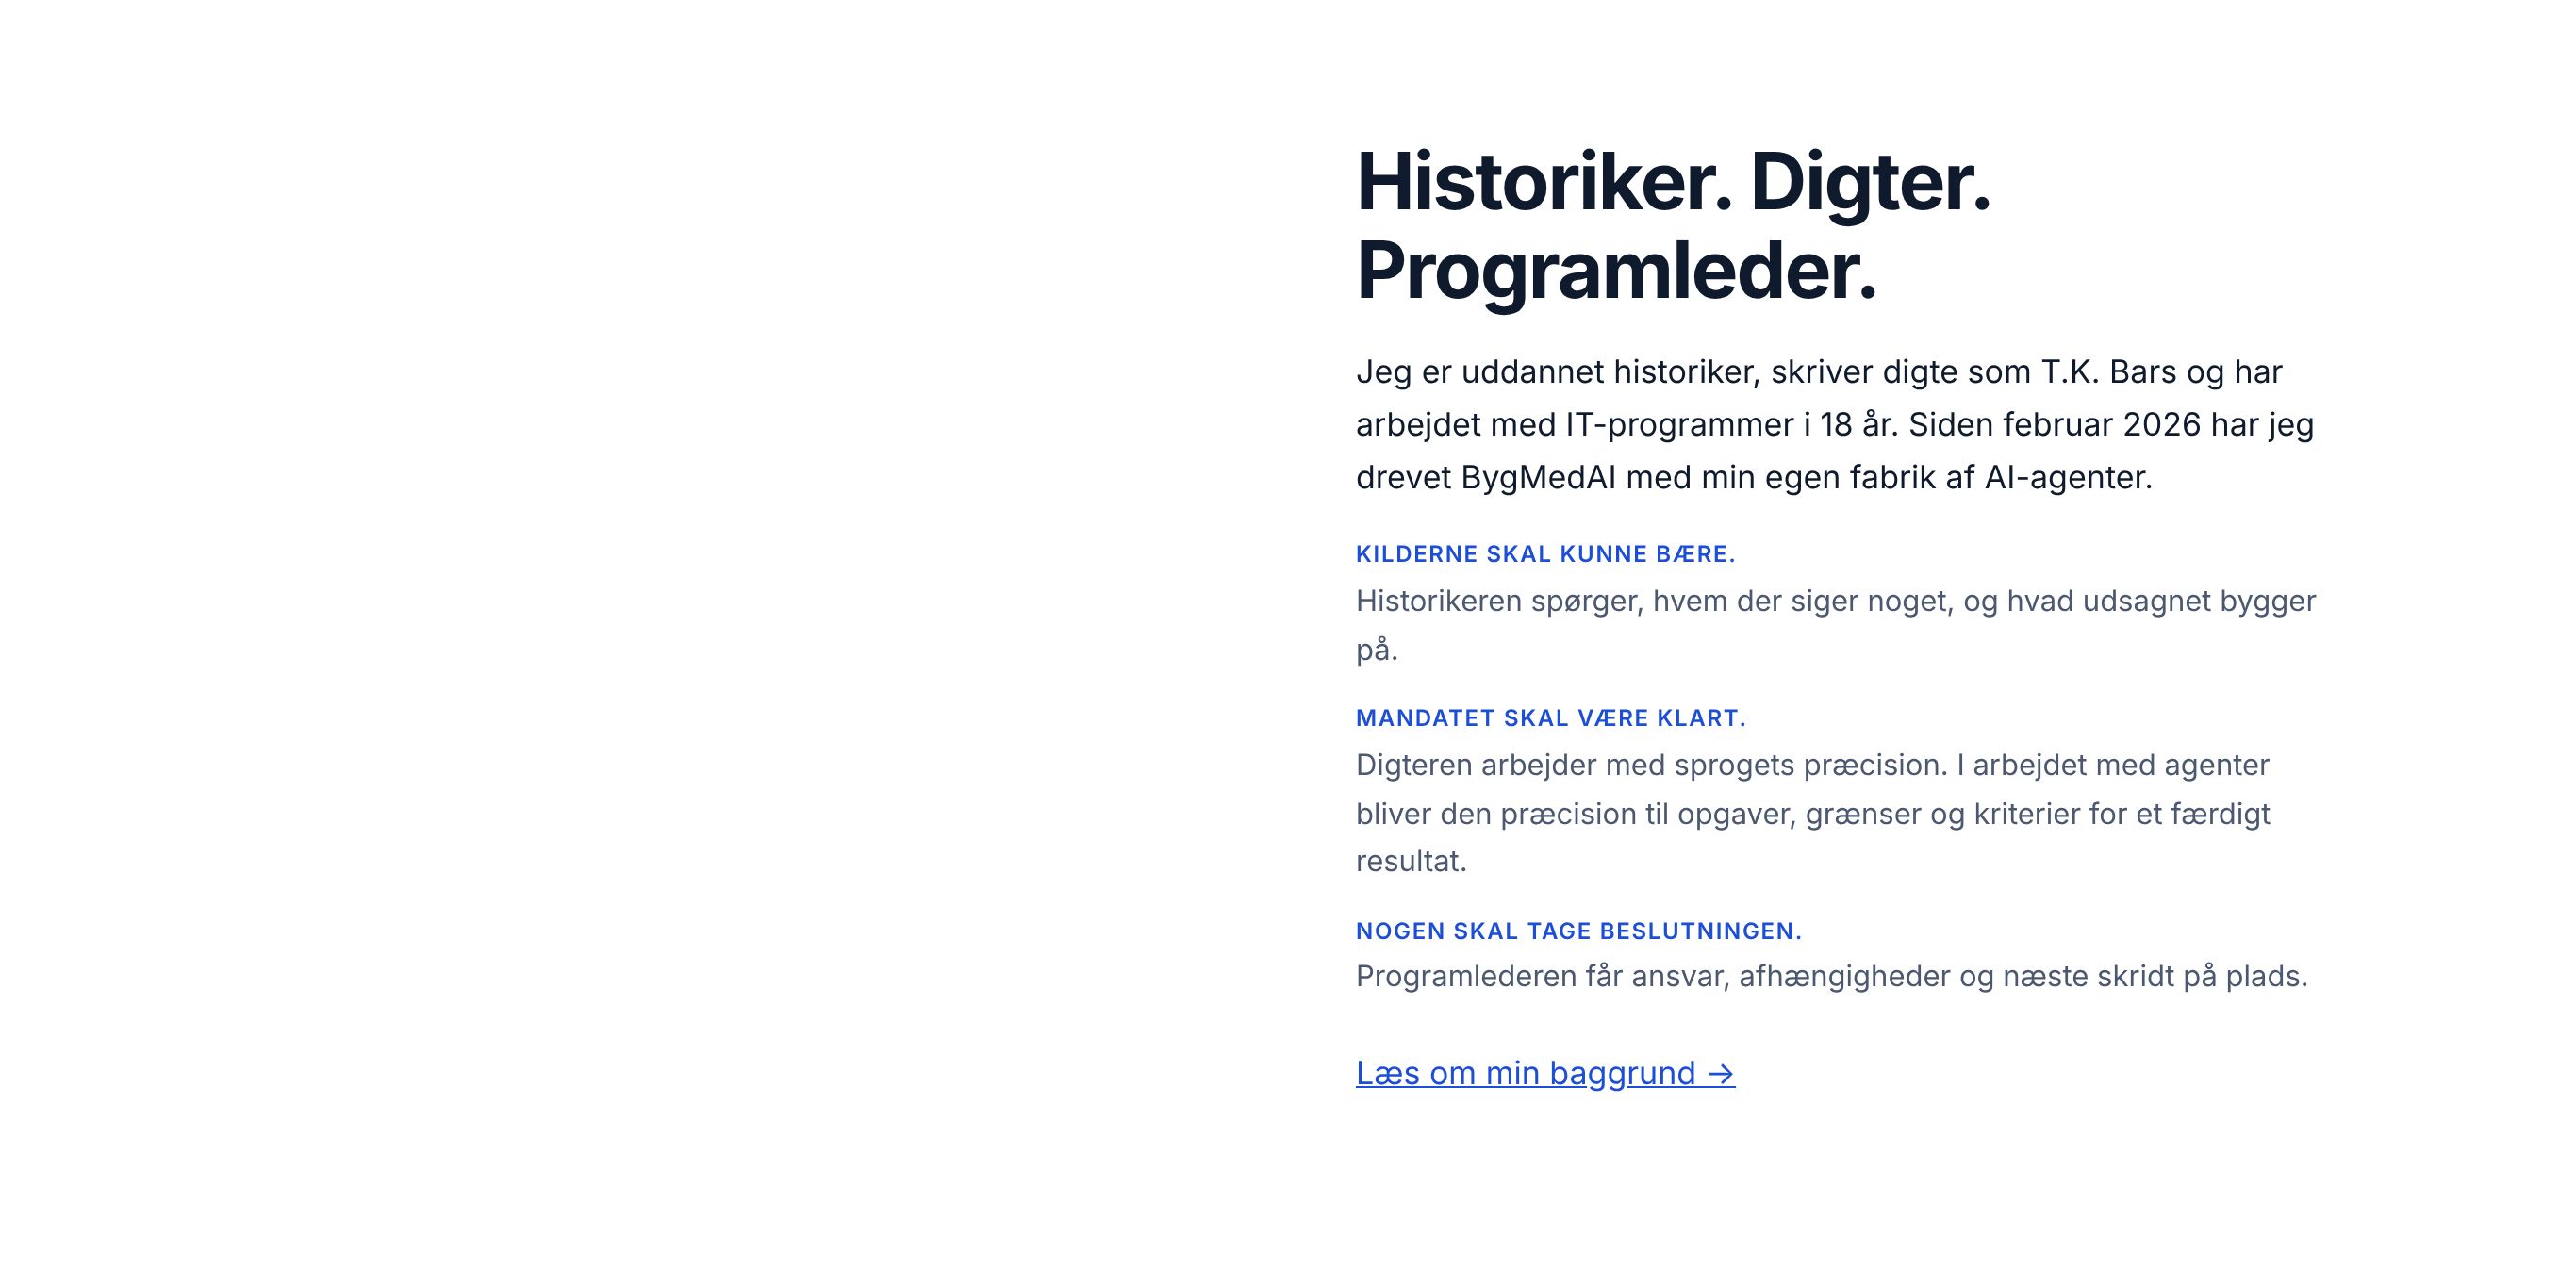 Historiker. Digter.
Programleder.
Jeg er uddannet historiker, skriver digte som T.K. Bars og har
arbejdet med IT-programmer i 18 år. Siden februar 2026 har jeg
drevet BygMedAI med min egen fabrik af AI-agenter.
KILDERNE SKAL KUNNE BÆRE.
Historikeren spørger, hvem der siger noget, og hvad udsagnet bygger
på.
MANDATET SKAL VÆRE KLART.
Digteren arbejder med sprogets præcision. I arbejdet med agenter
bliver den præcision til opgaver, grænser og kriterier for et færdigt
resultat.
NOGEN SKAL TAGE BESLUTNINGEN.
Programlederen får ansvar, afhængigheder og næste skridt på plads.
Læs om min baggrund →